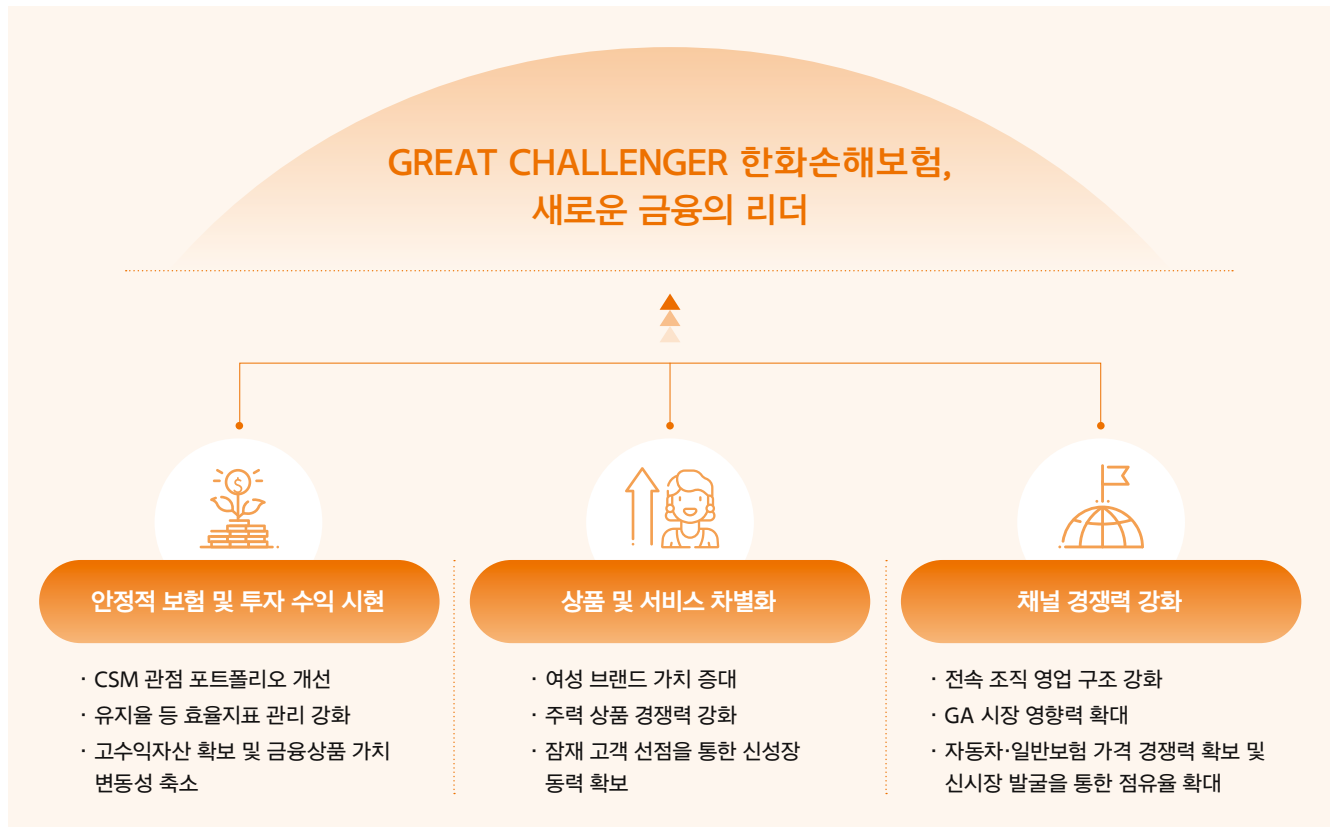 GREAT CHALLENGER 한화손해보험,
새로운 금융의 리더
$
안정적 보험 및 투자 수익 시현
· CSM 관점 포트폴리오 개선
· 유지율 등 효율지표 관리 강화
· 고수익자산 확보 및 금융상품 가치
변동성 축소
상품 및 서비스 차별화
· 여성 브랜드 가치 증대
· 주력 상품 경쟁력 강화
· 잠재 고객 선점을 통한 신성장
동력 확보
채널 경쟁력 강화
· 전속 조직 영업 구조 강화
· GA 시장 영향력 확대
· 자동차·일반보험 가격 경쟁력 확보 및
신시장 발굴을 통한 점유율 확대